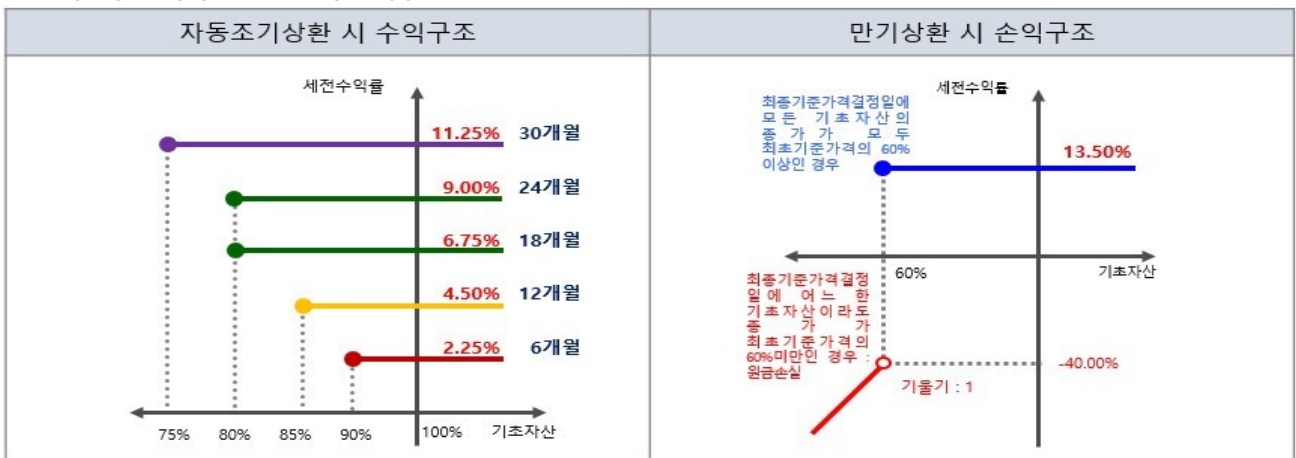 자동조기상환 시 수익구조
만기상환 시 손익구조
세전수익률
11.25% 30개월
9.00% 24개월
6.75% 18개월
4.50% 12개월
2.25% 6개월
75% 80% 85% 90% 100% 기초자산
세전수익률
최종기준가격결정일에
모든 기초자산의
종가가 모두
최초기준가격의 60%
이상인 경우
13.50%
60% 기초자산
최종기준가격결정
일에 어느 한
기초자산이라도
종가가
최초기준가격의
60%미만인 경우 :
원금손실
-40.00%
기울기 : 1